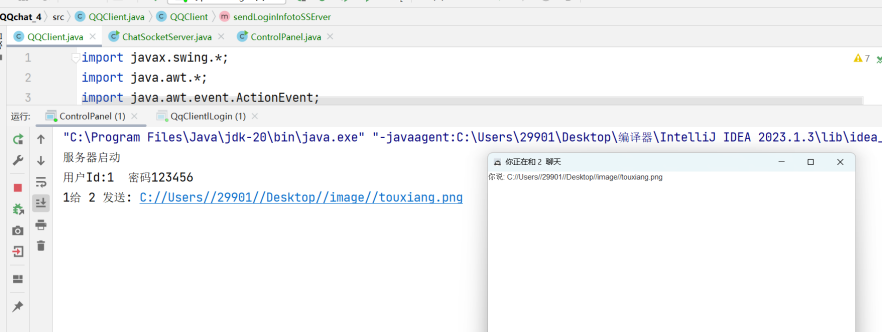 QQchat_4 〉 src 〉 QQClient.java 〉 QQClient 〉 sendLoginInfotoSSErver
QQClient.java × ChatSocketServer.java × ControlPanel.java ×
1 import javax.swing.*;
7
2 import java.awt.*;
3 import java.awt.event.ActionEvent;
运行: ControlPanel (1) × QqClientlLogin (1) ×
"C:\Program Files\Java\jdk-20\bin\java.exe" "-javaagent:C:\Users\29901\Desktop\编译器\IntelliJ IDEA 2023.1.3\lib\idea_
服务器启动
用户Id:1 密码123456
1给 2 发送: C://Users//29901//Desktop//image//touxiang.png
你正在和 2 聊天
你说: C://Users//29901//Desktop//image//touxiang.png